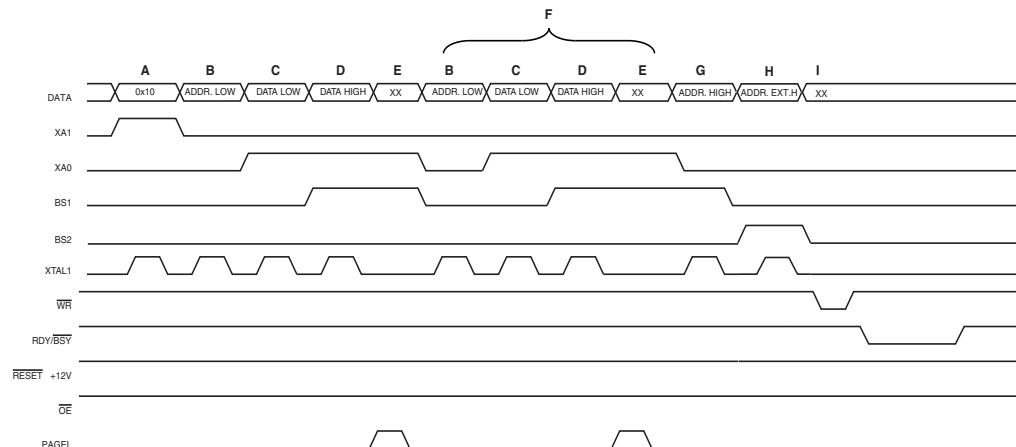 F
A B C D E B C D E G H I
DATA 0x10 ADDR. LOW DATA LOW DATA HIGH XX ADDR. LOW DATA LOW DATA HIGH XX ADDR. HIGH ADDR. EXT.H XX
XA1
XA0
BS1
BS2
XTAL1
WR
RDY/BSY
RESET +12V
OE
PAGEL